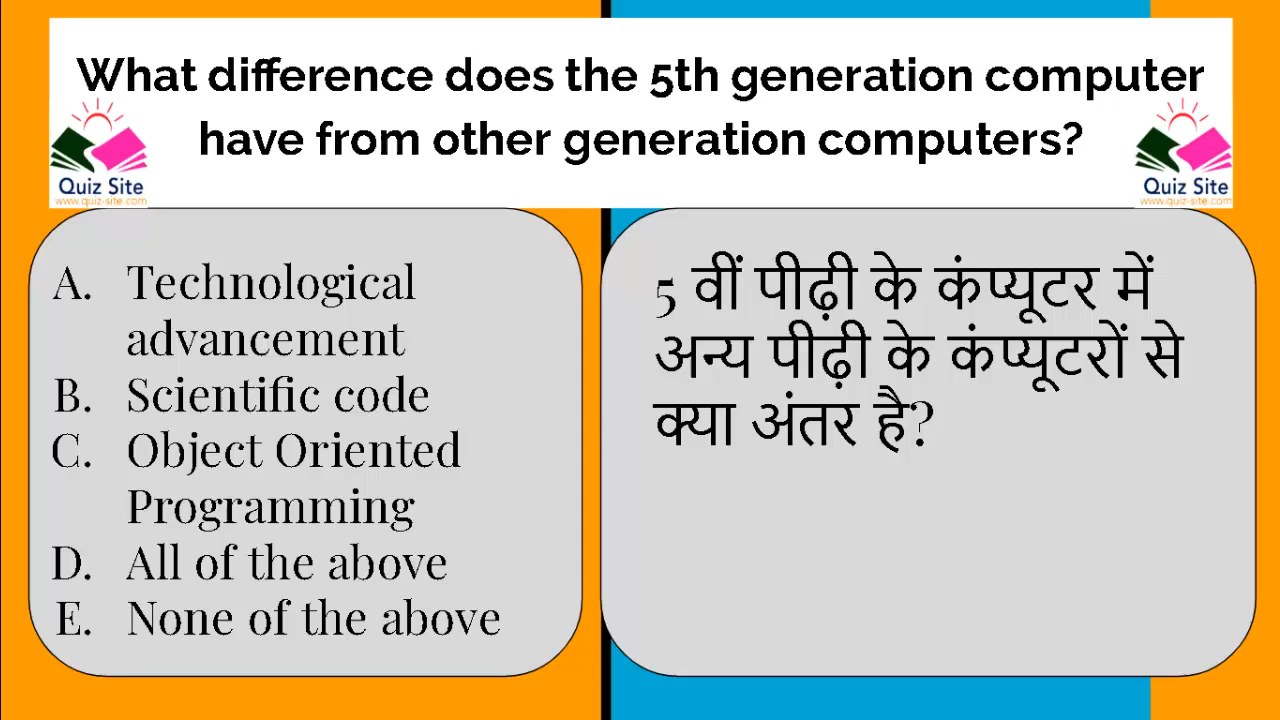 What difference does the 5th generation computer
have from other generation computers?
Quiz Site
www.quiz-site.com
Quiz Site
www.quiz-site.com
A. Technological
advancement
B. Scientific code
C. Object Oriented
Programming
D. All of the above
E. None of the above
5 वीं पीढ़ी के कंप्यूटर में
अन्य पीढ़ी के कंप्यूटरों से
क्या अंतर है?